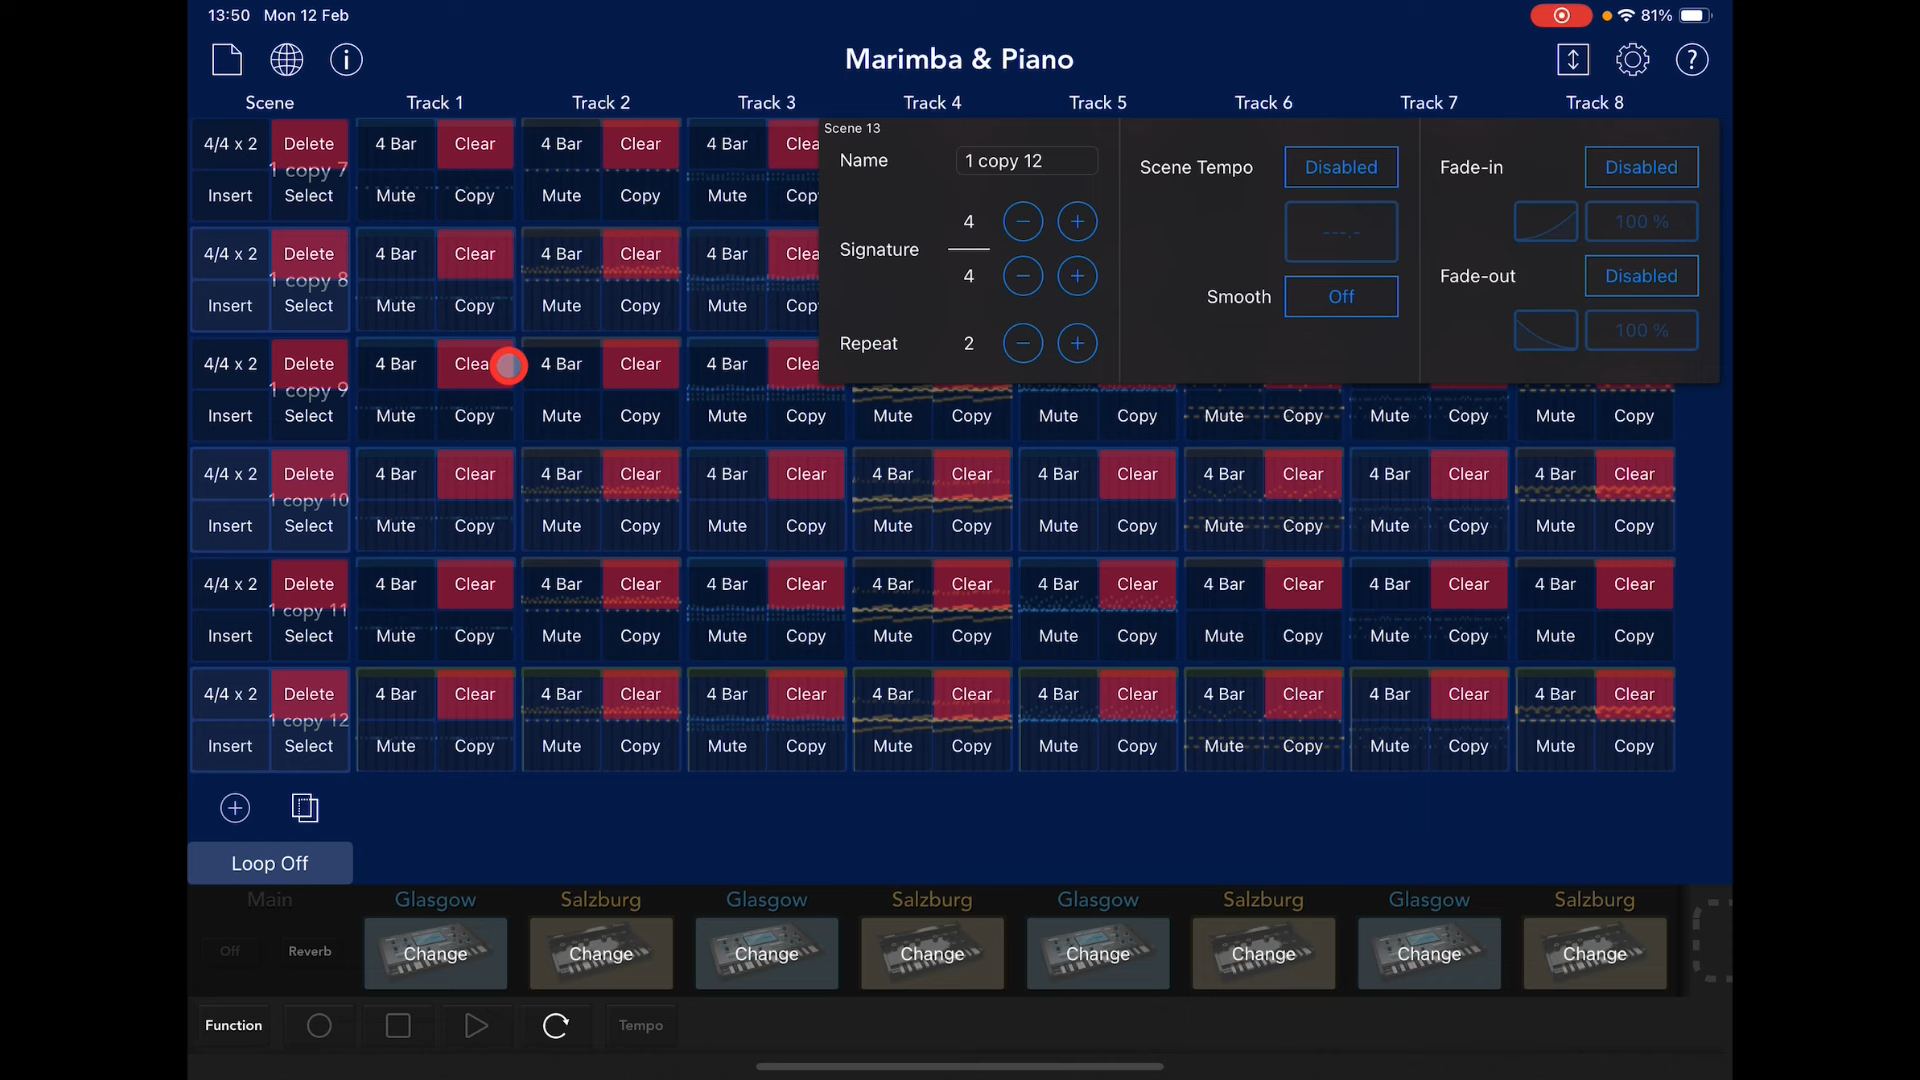 13:50 Mon 12 Feb 81%
Marimba & Piano
Scene Track 1 Track 2 Track 3 Track 4 Track 5 Track 6 Track 7 Track 8
Scene 13
Name 1 copy 12
Signature 4
4
Repeat 2
Scene Tempo Disabled
---.-
Smooth Off
Fade-in Disabled
100 %
Fade-out Disabled
100 %
4/4 x 2 Delete 4 Bar Clear 4 Bar Clear 4 Bar Clea
1 copy 7
Insert Select Mute Copy Mute Copy Mute Cop
4/4 x 2 Delete 4 Bar Clear 4 Bar Clear 4 Bar Clea
1 copy 8
Insert Select Mute Copy Mute Copy Mute Cop
4/4 x 2 Delete 4 Bar Clea 4 Bar Clear 4 Bar Clea
1 copy 9
Insert Select Mute Copy Mute Copy Mute Copy Mute Copy Mute Copy Mute Copy Mute Copy Mute Copy
4/4 x 2 Delete 4 Bar Clear 4 Bar Clear 4 Bar Clear 4 Bar Clear 4 Bar Clear 4 Bar Clear 4 Bar Clear 4 Bar Clear
1 copy 10
Insert Select Mute Copy Mute Copy Mute Copy Mute Copy Mute Copy Mute Copy Mute Copy Mute Copy
4/4 x 2 Delete 4 Bar Clear 4 Bar Clear 4 Bar Clear 4 Bar Clear 4 Bar Clear 4 Bar Clear 4 Bar Clear 4 Bar Clear
1 copy 11
Insert Select Mute Copy Mute Copy Mute Copy Mute Copy Mute Copy Mute Copy Mute Copy Mute Copy
4/4 x 2 Delete 4 Bar Clear 4 Bar Clear 4 Bar Clear 4 Bar Clear 4 Bar Clear 4 Bar Clear 4 Bar Clear 4 Bar Clear
1 copy 12
Insert Select Mute Copy Mute Copy Mute Copy Mute Copy Mute Copy Mute Copy Mute Copy Mute Copy
Loop Off
Main Glasgow Salzburg Glasgow Salzburg Glasgow Salzburg Glasgow Salzburg
Off Reverb Change Change Change Change Change Change Change Change
Function Tempo